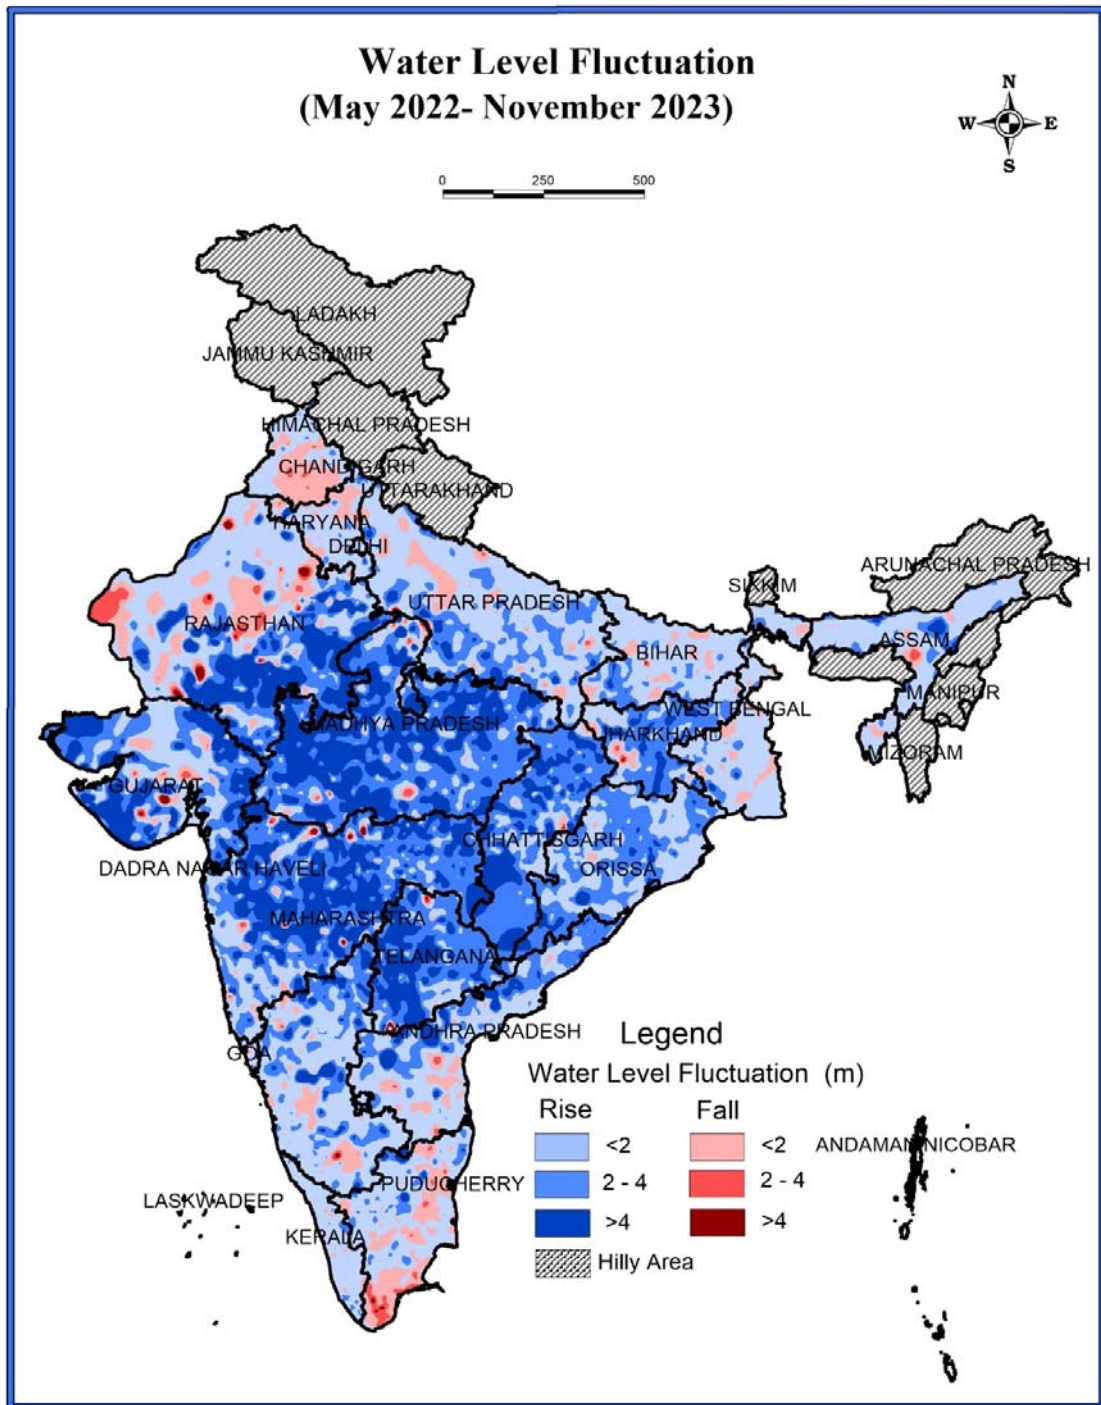 Water Level Fluctuation
(May 2022- November 2023)
N
W E
S
0 250 500
LADAKH
JAMMU KASHMIR
HIMACHAL PRADESH
CHANDIGARH
UTTARAKHAND
HARYANA
DELHI
ARUNACHAL PRADESH
SIKKIM
UTTAR PRADESH
RAJASTHAN
ASSAM
BIHAR
MANIPUR
WEST BENGAL
MADHYA PRADESH
JHARKHAND
MIZORAM
GUJARAT
CHHATTISGARH
DADRA NAGAR HAVELI
ORISSA
MAHARASHTRA
TELANGANA
ANDHRA PRADESH
GOA
Legend
Water Level Fluctuation (m)
Rise Fall
<2 <2
2 - 4 2 - 4
>4 >4
Hilly Area
ANDAMAN NICOBAR
PUDUCHERRY
LASKWADEEP
KERALA